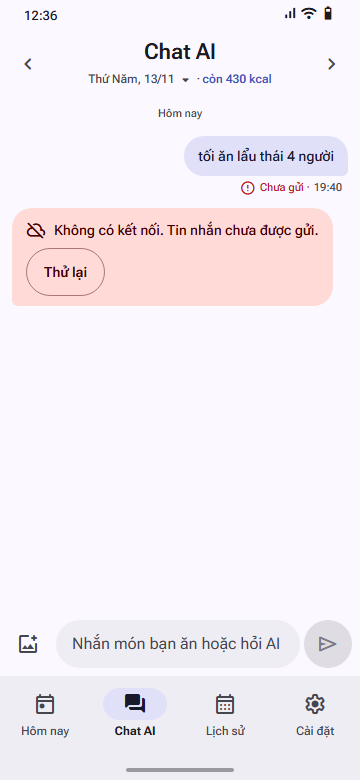 12:36
Chat AI
Thứ Năm, 13/11 · còn 430 kcal
Hôm nay
tối ăn lẩu thái 4 người
Chưa gửi · 19:40
Không có kết nối. Tin nhắn chưa được gửi.
Thử lại
Nhắn món bạn ăn hoặc hỏi AI
Hôm nay Chat AI Lịch sử Cài đặt